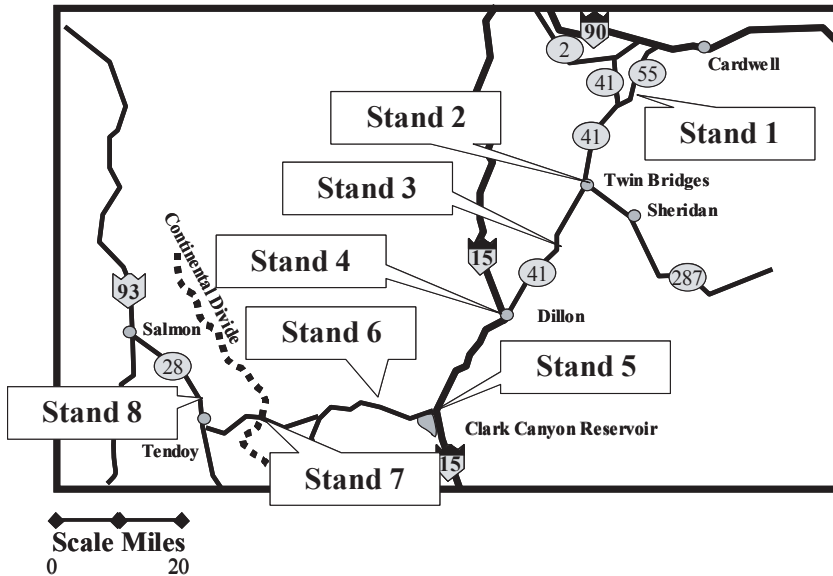 90
2
55
Cardwell
41
Stand 2
Stand 1
41
Twin Bridges
Stand 3
Sheridan
Continental Divide
Stand 4
15
41
287
93
Dillon
Salmon
Stand 6
28
Stand 5
Stand 8
Clark Canyon Reservoir
Tendoy
15
Stand 7
Scale Miles
0 20